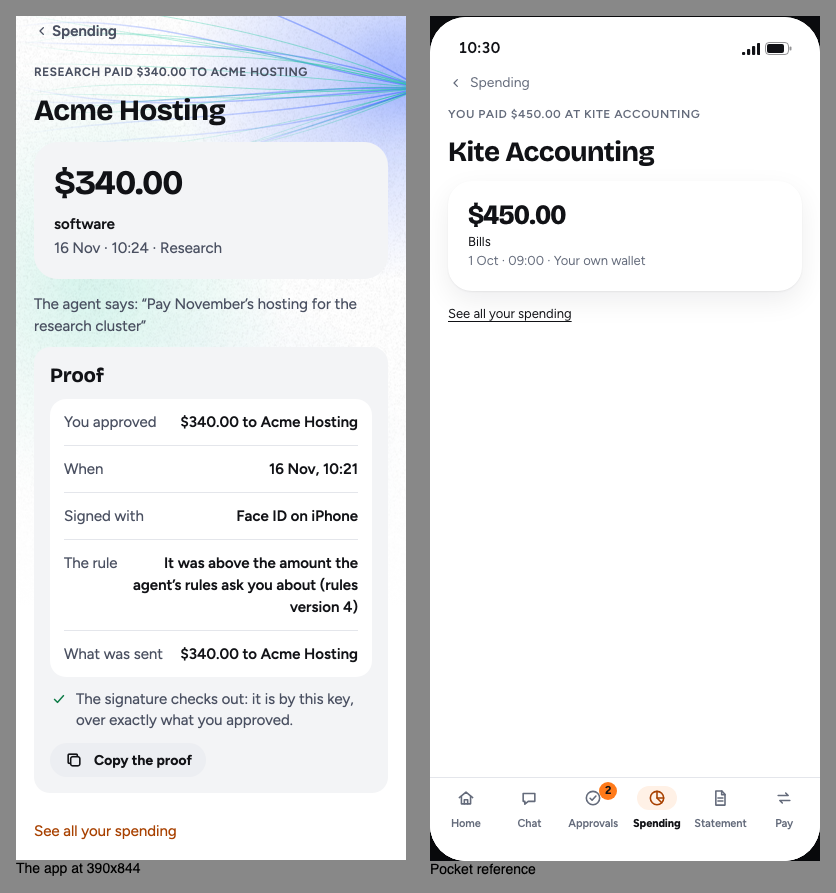 Spending
RESEARCH PAID $340.00 TO ACME HOSTING
Acme Hosting
$340.00
software
16 Nov · 10:24 · Research
The agent says: “Pay November’s hosting for the
research cluster”
Proof
You approved $340.00 to Acme Hosting
When 16 Nov, 10:21
Signed with Face ID on iPhone
The rule It was above the amount the
agent’s rules ask you about (rules
version 4)
What was sent $340.00 to Acme Hosting
The signature checks out: it is by this key,
over exactly what you approved.
Copy the proof
See all your spending
The app at 390x844
10:30
Spending
YOU PAID $450.00 AT KITE ACCOUNTING
Kite Accounting
$450.00
Bills
1 Oct · 09:00 · Your own wallet
See all your spending
2
Home Chat Approvals Spending Statement Pay
Pocket reference